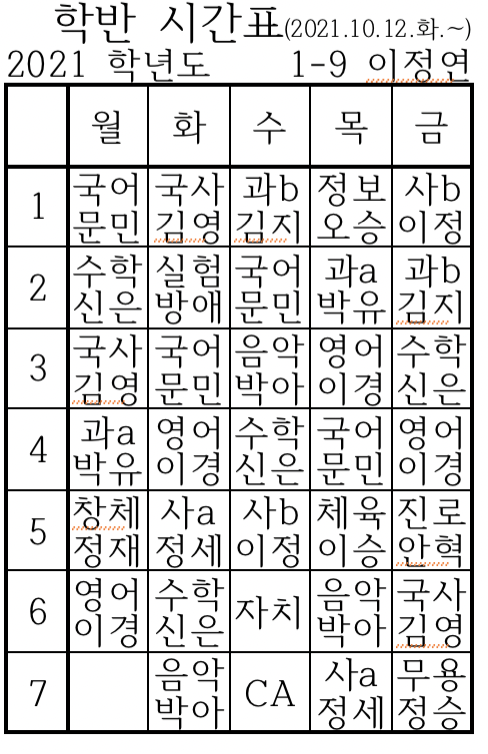 학반 시간표(2021.10.12.화.~)
2021 학년도 1-9 이정연
월 화 수 목 금
1 국어 국사 과b 정보 사b
문민 김영 김지 오승 이정
2 수학 실험 국어 과a 과b
신은 방애 문민 박유 김지
3 국사 국어 음악 영어 수학
김영 문민 박아 이경 신은
4 과a 영어 수학 국어 영어
박유 이경 신은 문민 이경
5 창체 사a 사b 체육 진로
정재 정세 이정 이승 안혁
6 영어 수학 자치 음악 국사
이경 신은 박아 김영
7 음악 CA 사a 무용
박아 정세 정승